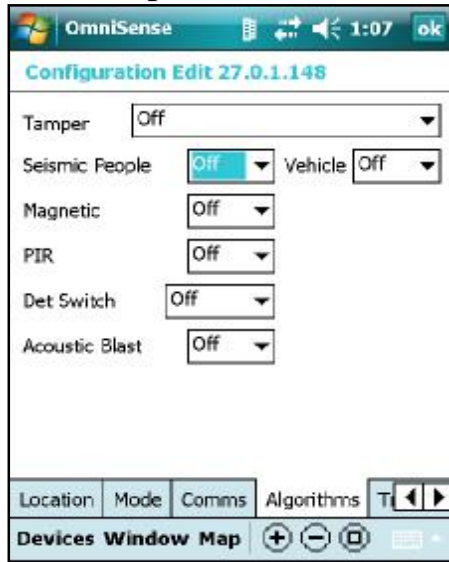 OmniSense 1:07 ok
Configuration Edit 27.0.1.148
Tamper Off
Seismic People Off Vehicle Off
Magnetic Off
PIR Off
Det Switch Off
Acoustic Blast Off
Location Mode Comms Algorithms
Devices Window Map